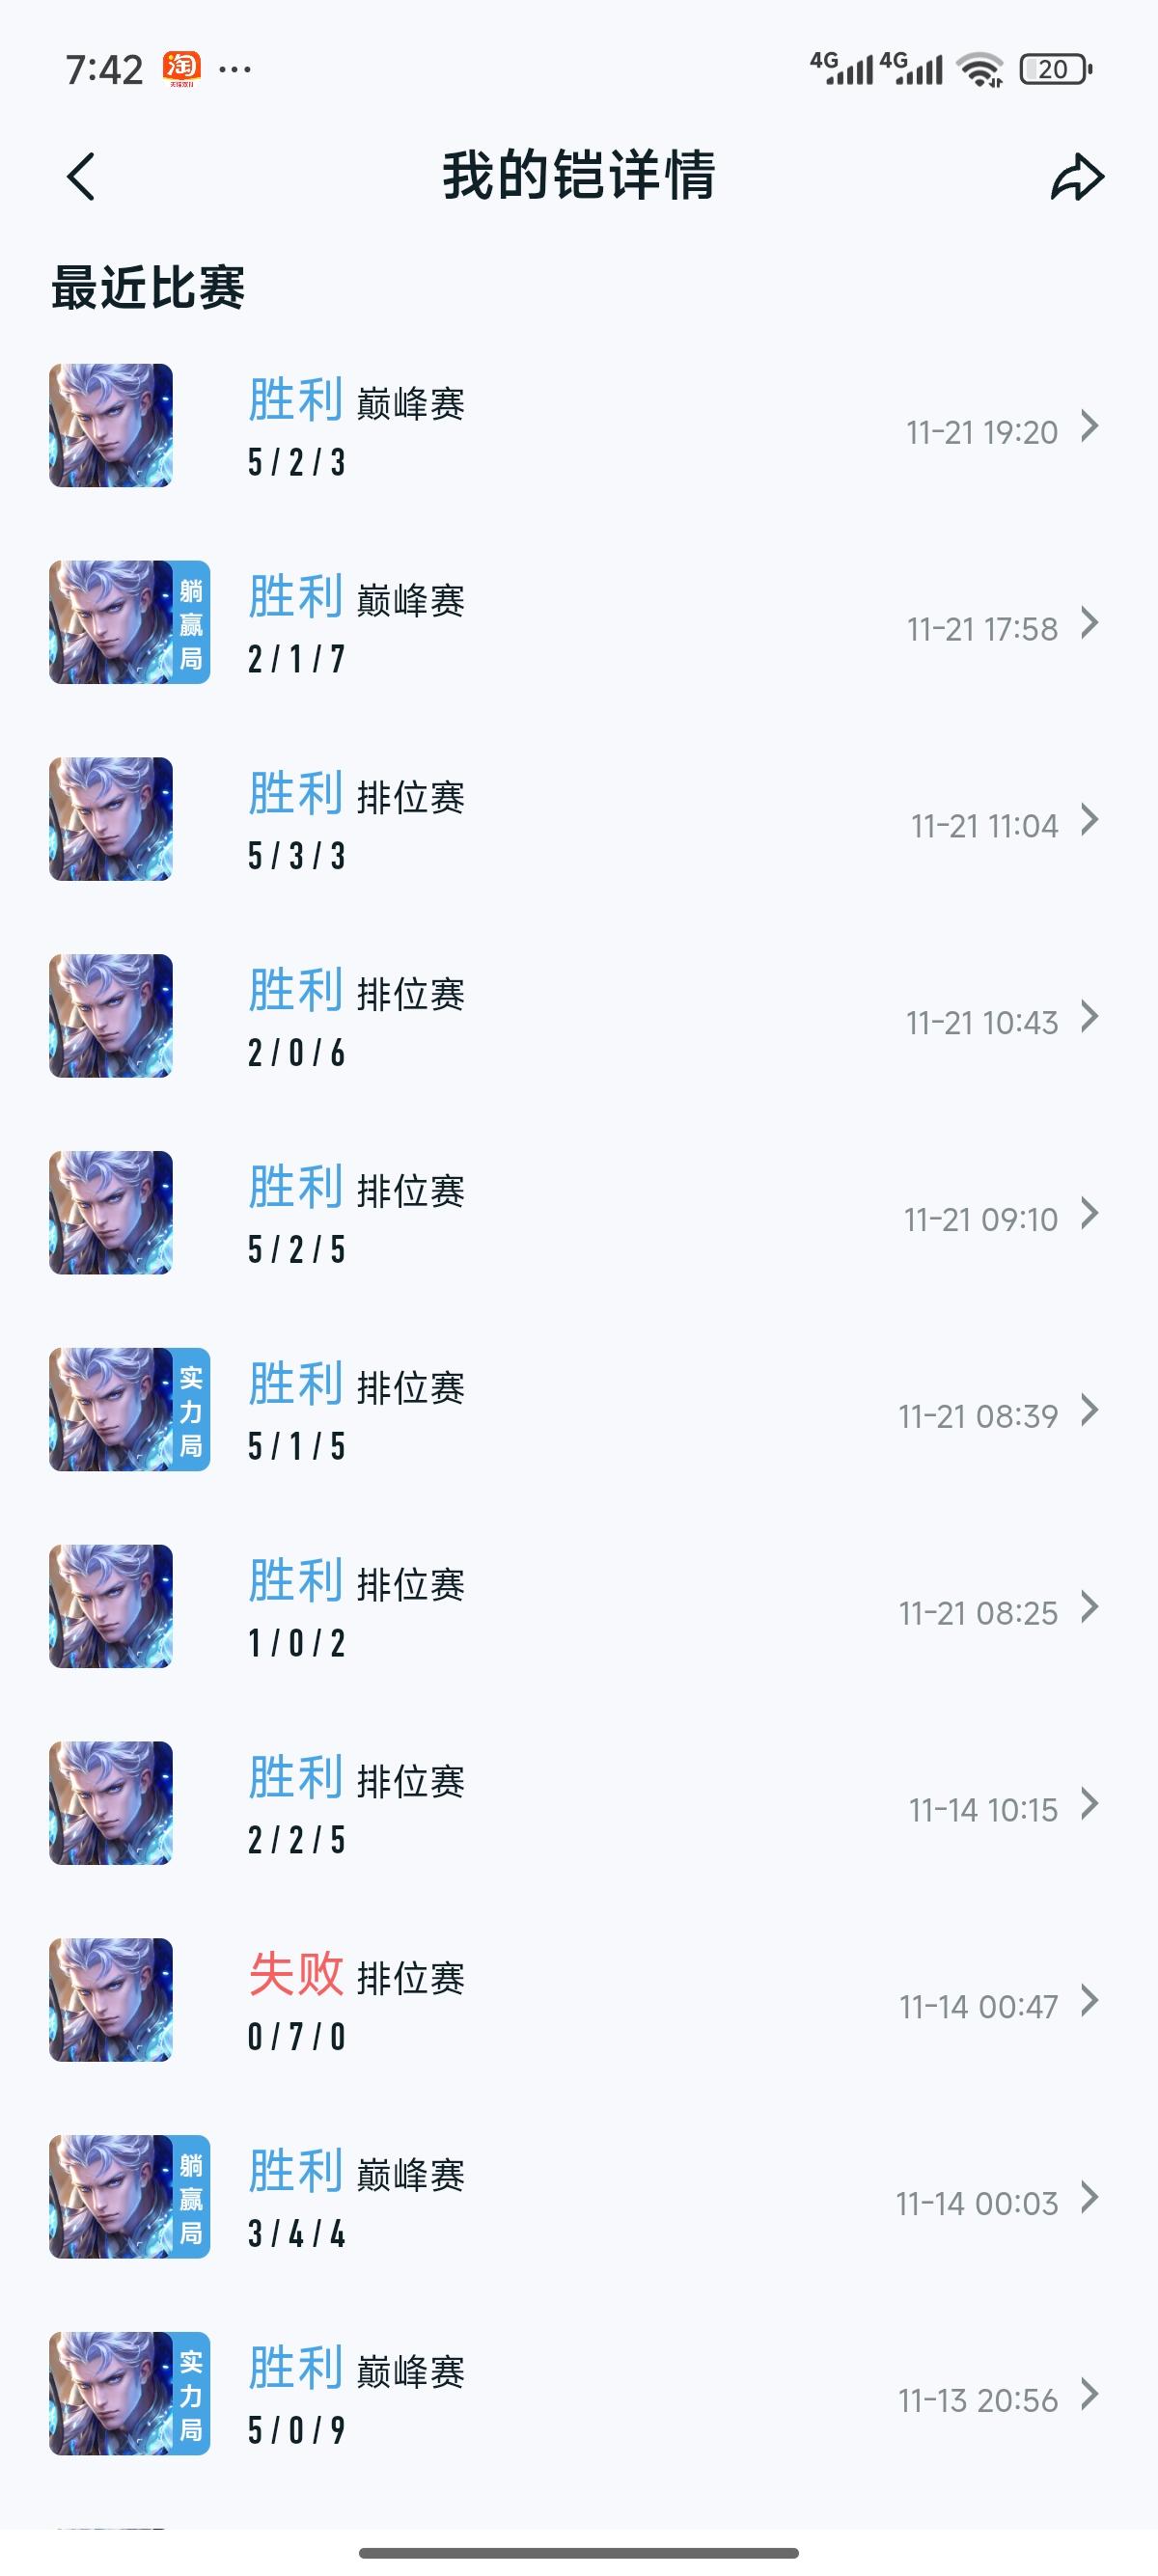 7:42 淘 ··· 4G 4G 20
我的铠详情
最近比赛
胜利 巅峰赛
5 / 2 / 3
11-21 19:20
躺赢局
胜利 巅峰赛
2 / 1 / 7
11-21 17:58
胜利 排位赛
5 / 3 / 3
11-21 11:04
胜利 排位赛
2 / 0 / 6
11-21 10:43
胜利 排位赛
5 / 2 / 5
11-21 09:10
实力局
胜利 排位赛
5 / 1 / 5
11-21 08:39
胜利 排位赛
1 / 0 / 2
11-21 08:25
胜利 排位赛
2 / 2 / 5
11-14 10:15
失败 排位赛
0 / 7 / 0
11-14 00:47
躺赢局
胜利 巅峰赛
3 / 4 / 4
11-14 00:03
实力局
胜利 巅峰赛
5 / 0 / 9
11-13 20:56